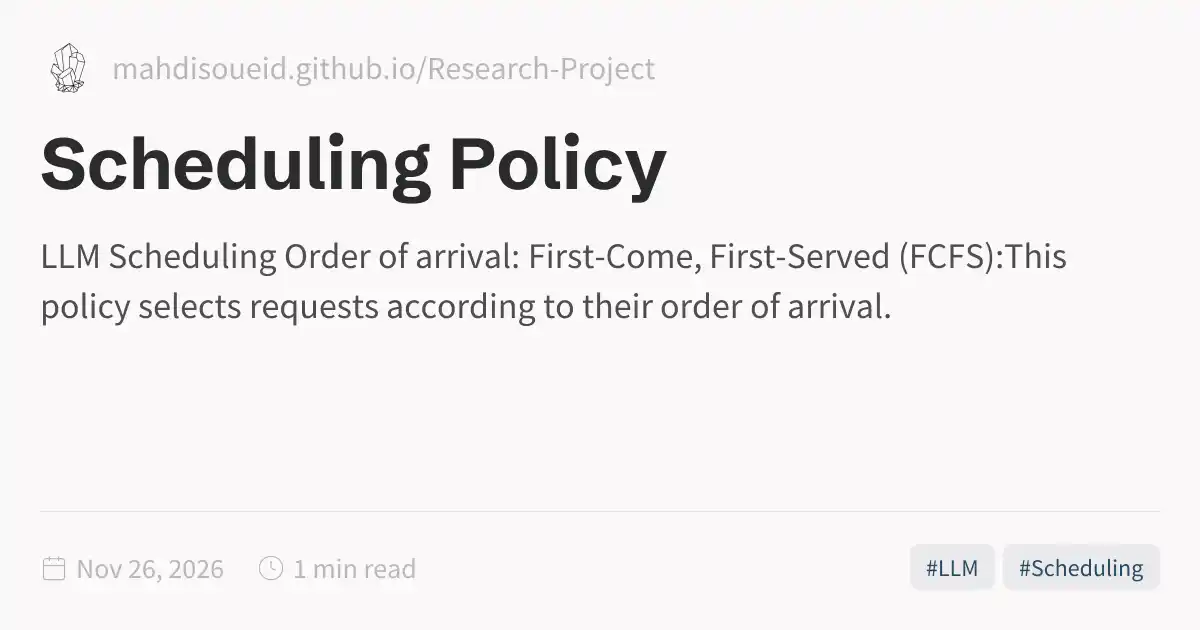 mahdisoueid.github.io/Research-Project
Scheduling Policy
LLM Scheduling Order of arrival: First-Come, First-Served (FCFS):This
policy selects requests according to their order of arrival.
Nov 26, 2026
1 min read
#LLM
#Scheduling